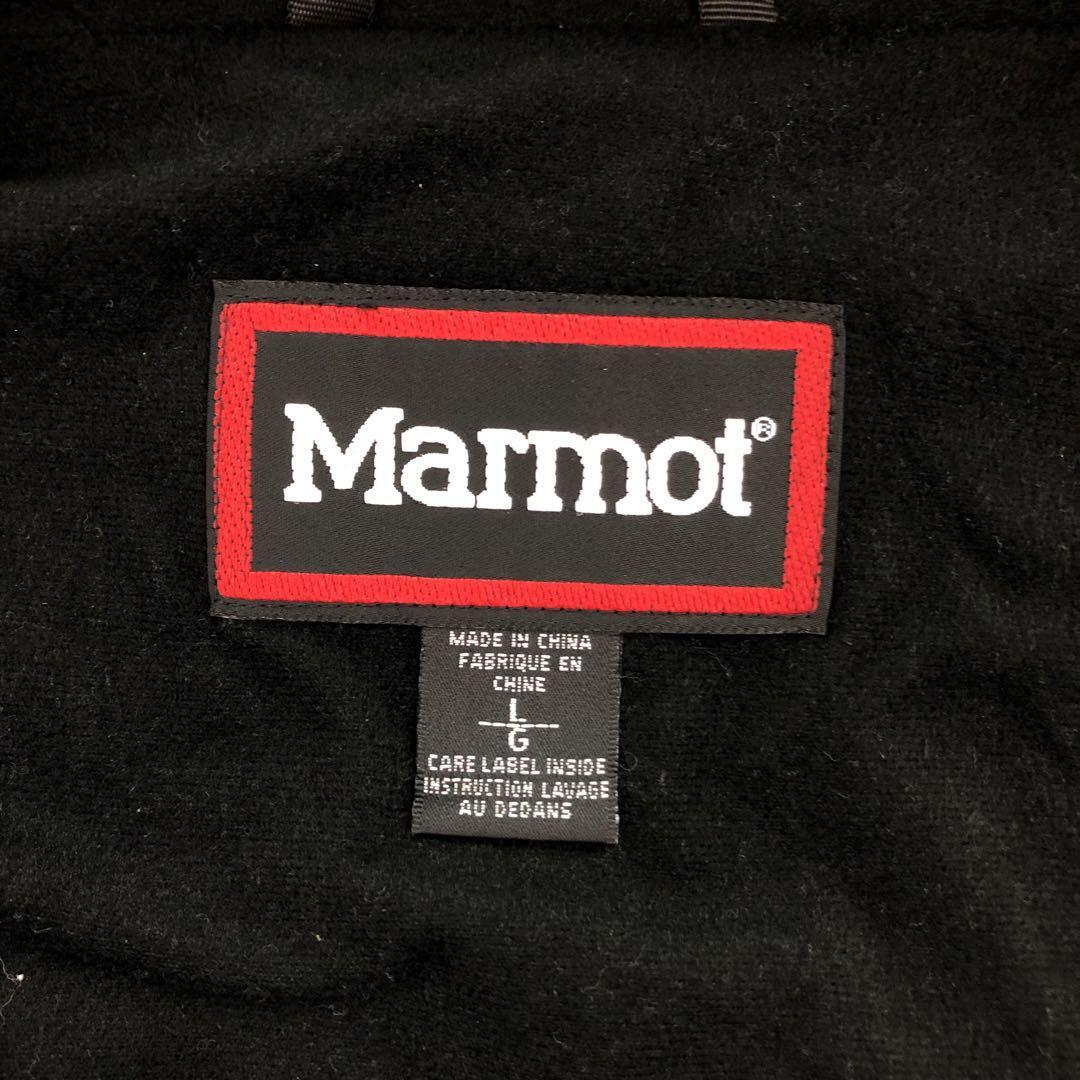 Marmot®
MADE IN CHINA
FABRIQUE EN
CHINE
L
G
CARE LABEL INSIDE
INSTRUCTION LAVAGE
AU DEDANS